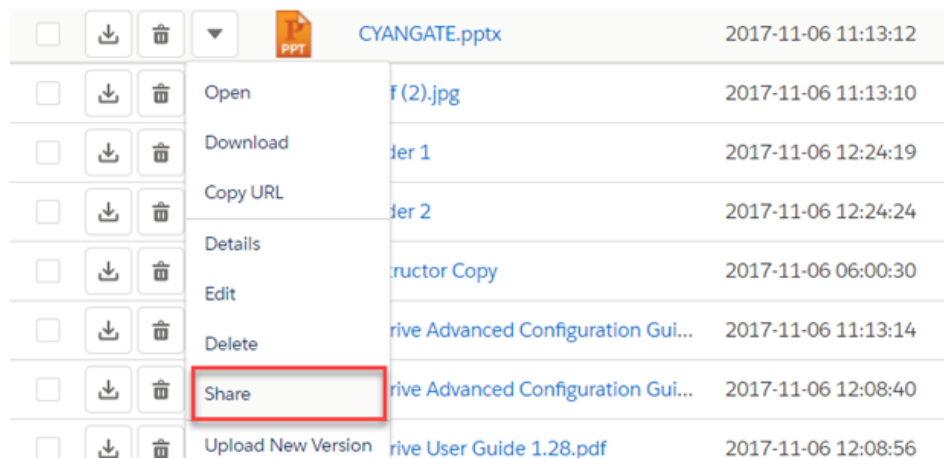 P
PPT
CYANGATE.pptx 2017-11-06 11:13:12
Open
f (2).jpg 2017-11-06 11:13:10
Download
der 1 2017-11-06 12:24:19
Copy URL
der 2 2017-11-06 12:24:24
Details
ructor Copy 2017-11-06 06:00:30
Edit
rive Advanced Configuration Gui... 2017-11-06 11:13:14
Delete
Share
rive Advanced Configuration Gui... 2017-11-06 12:08:40
Upload New Version
rive User Guide 1.28.pdf 2017-11-06 12:08:56